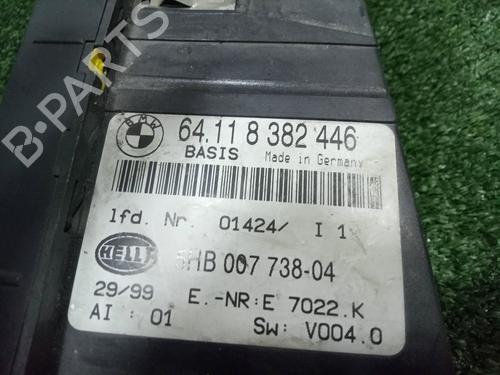 BMW
64.11 8 382 446
BASIS Made in Germany
lfd. Nr. 01424/ I 1
HELLA 5HB 007 738-04
29/99 E.-NR:E 7022.K
AI : 01 SW: V004.0
B-PARTS